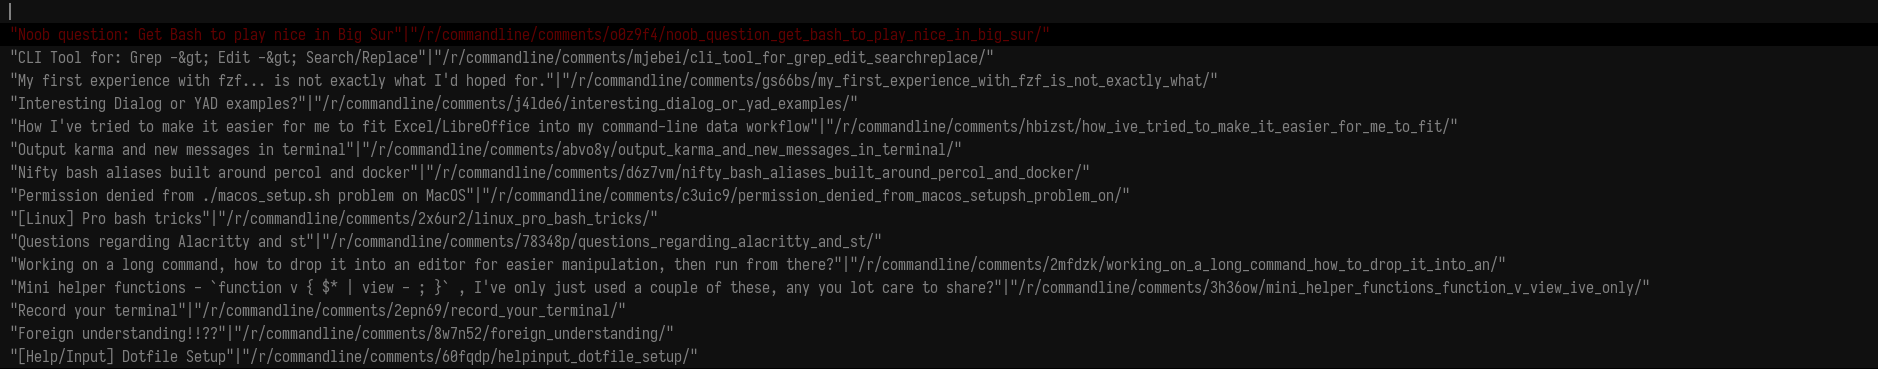 "Noob question: Get Bash to play nice in Big Sur"|"/r/commandline/comments/o0z9f4/noob_question_get_bash_to_play_nice_in_big_sur/"
"CLI Tool for: Grep -&gt; Edit -&gt; Search/Replace"|"/r/commandline/comments/mjebei/cli_tool_for_grep_edit_searchreplace/"
"My first experience with fzf... is not exactly what I'd hoped for."|"/r/commandline/comments/gs66bs/my_first_experience_with_fzf_is_not_exactly_what/"
"Interesting Dialog or YAD examples?"|"/r/commandline/comments/j4lde6/interesting_dialog_or_yad_examples/"
"How I've tried to make it easier for me to fit Excel/LibreOffice into my command-line data workflow"|"/r/commandline/comments/hbizst/how_ive_tried_to_make_it_easier_for_me_to_fit/"
"Output karma and new messages in terminal"|"/r/commandline/comments/abvo8y/output_karma_and_new_messages_in_terminal/"
"Nifty bash aliases built around percol and docker"|"/r/commandline/comments/d6z7vm/nifty_bash_aliases_built_around_percol_and_docker/"
"Permission denied from ./macos_setup.sh problem on MacOS"|"/r/commandline/comments/c3uic9/permission_denied_from_macos_setupsh_problem_on/"
"[Linux] Pro bash tricks"|"/r/commandline/comments/2x6ur2/linux_pro_bash_tricks/"
"Questions regarding Alacritty and st"|"/r/commandline/comments/78348p/questions_regarding_alacritty_and_st/"
"Working on a long command, how to drop it into an editor for easier manipulation, then run from there?"|"/r/commandline/comments/2mfdzk/working_on_a_long_command_how_to_drop_it_into_an/"
"Mini helper functions - `function v { $* | view - ; }` , I've only just used a couple of these, any you lot care to share?"|"/r/commandline/comments/3h36ow/mini_helper_functions_function_v_view_ive_only/"
"Record your terminal"|"/r/commandline/comments/2epn69/record_your_terminal/"
"Foreign understanding!!??"|"/r/commandline/comments/8w7n52/foreign_understanding/"
"[Help/Input] Dotfile Setup"|"/r/commandline/comments/60fqdp/helpinput_dotfile_setup/"